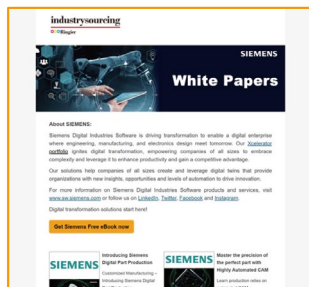 industrysourcing
Ringier
SIEMENS
White Papers
About SIEMENS:
Siemens Digital Industries Software is driving transformation to enable a digital enterprise
where engineering, manufacturing, and electronics design meet tomorrow. Our Xcelerator
portfolio ignites digital transformation, empowering companies of all sizes to embrace
complexity and leverage it to enhance productivity and gain a competitive advantage.
Our solutions help companies of all sizes create and leverage digital twins that provide
organizations with new insights, opportunities and levels of automation to drive innovation.
For more information on Siemens Digital Industries Software products and services, visit
www.sw.siemens.com or follow us on LinkedIn, Twitter, Facebook and Instagram.
Digital transformation solutions start here!
Get Siemens Free eBook now
SIEMENS
Introducing Siemens
Digital Part Production
Customized Manufacturing –
Introducing Siemens Digital
SIEMENS
Master the precision of
the perfect part with
Highly Automated CAM
Learn production relies on